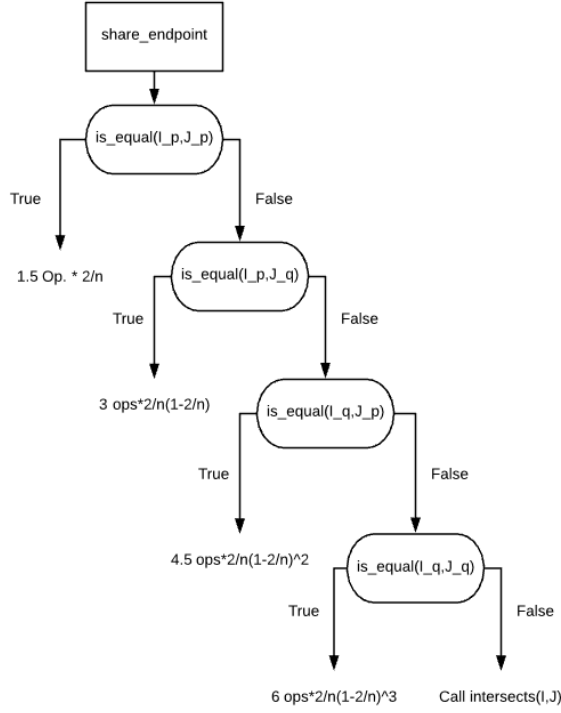 share_endpoint
is_equal(I_p,J_p)
True
False
1.5 Op. * 2/n
is_equal(I_p,J_q)
True
False
3 ops*2/n(1-2/n)
is_equal(I_q,J_p)
True
False
4.5 ops*2/n(1-2/n)^2
is_equal(I_q,J_q)
True
False
6 ops*2/n(1-2/n)^3
Call intersects(I,J)